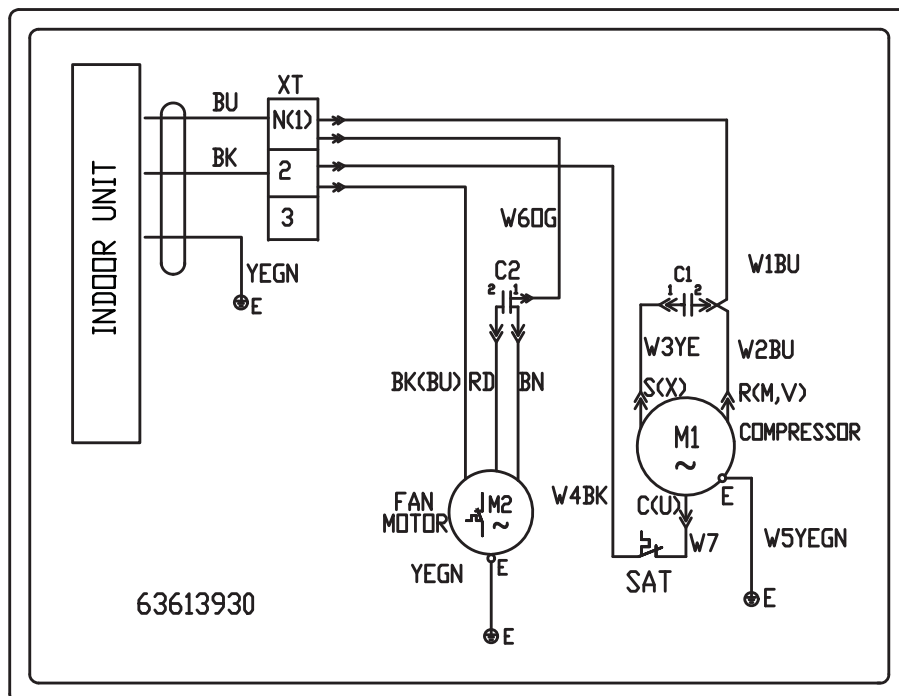 XT
BU
N(1)
BK
2
3
INDOOR UNIT
YEGN
E
W6OG
C2
2 1
W1BU
C1
1 2
W3YE
W2BU
BK(BU) RD BN
S(X)
R(M,V)
M1
~
COMPRESSOR
FAN
MOTOR
M2
~
W4BK
C(U)
E
W7
W5YEGN
YEGN
E
SAT
E
63613930
E